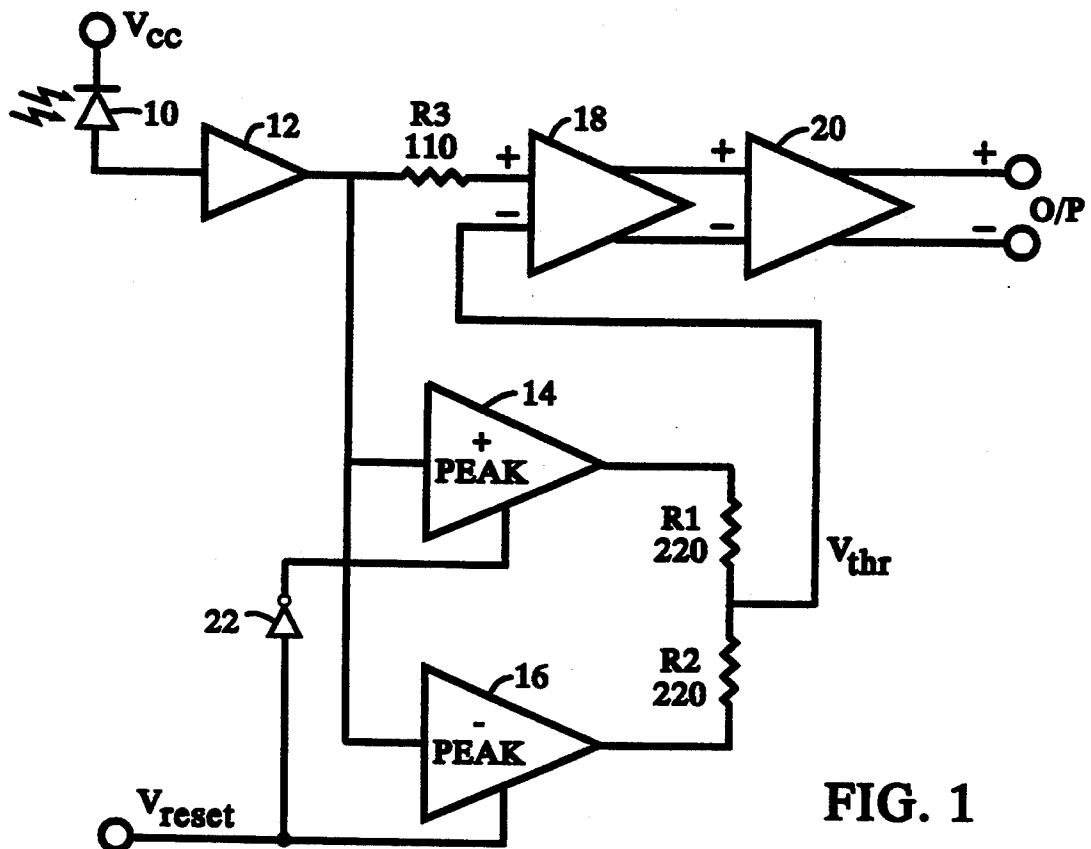 Vcc
10
12
R3
110
+
−
18
+
−
20
+
−
O/P
14
+
PEAK
R1
220
Vthr
22
16
-
PEAK
R2
220
Vreset
FIG. 1